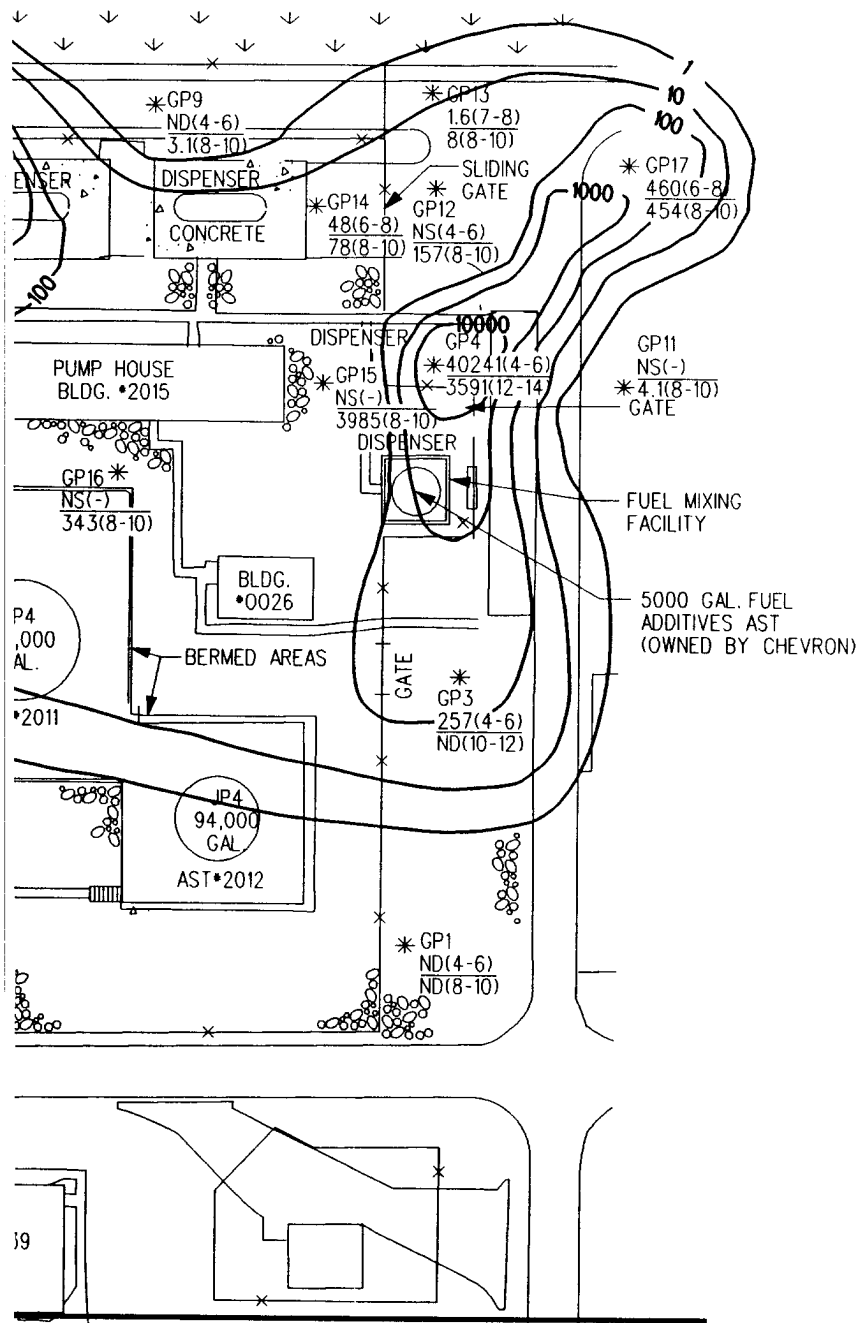 1
10
100
1000
10000
100
GP9
ND(4-6)
3.1(8-10)
GP13
1.6(7-8)
8(8-10)
SLIDING
GATE
GP17
460(6-8)
454(8-10)
DISPENSER
CONCRETE
GP14
48(6-8)
78(8-10)
GP12
NS(4-6)
157(8-10)
DISPENSER
GP4
40241(4-6)
3591(12-14)
GP11
NS(-)
4.1(8-10)
GATE
PUMP HOUSE
BLDG. #2015
GP15
NS(-)
3985(8-10)
DISPENSER
GP16
NS(-)
343(8-10)
FUEL MIXING
FACILITY
BLDG.
#0026
5000 GAL. FUEL
ADDITIVES AST
(OWNED BY CHEVRON)
P4
,000
AL.
#2011
BERMED AREAS
GATE
GP3
257(4-6)
ND(10-12)
JP4
94,000
GAL.
AST#2012
GP1
ND(4-6)
ND(8-10)
39